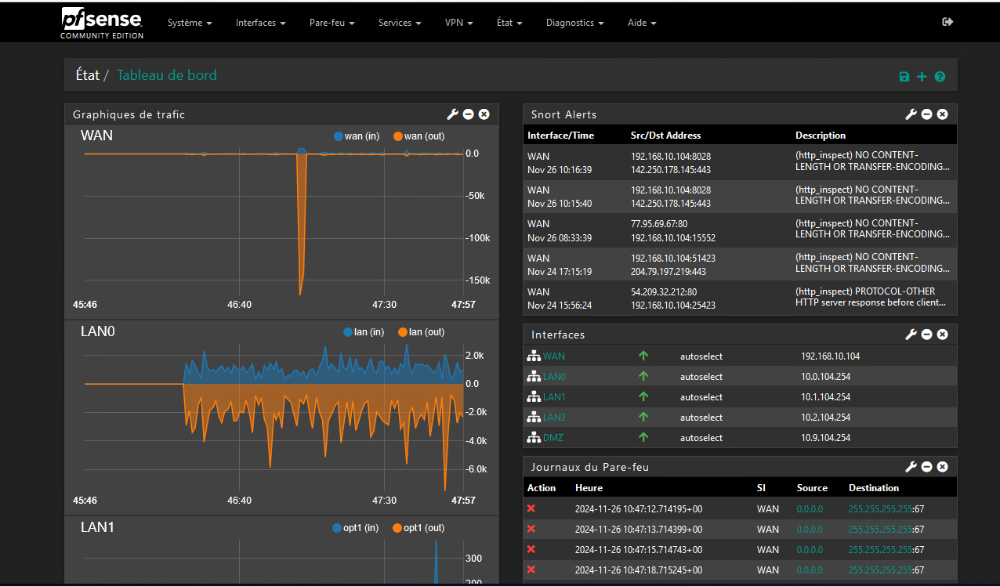 pfsense
COMMUNITY EDITION
Système
Interfaces
Pare-feu
Services
VPN
État
Diagnostics
Aide
État / Tableau de bord
Graphiques de trafic
WAN
wan (in)
wan (out)
0.0
-50k
-100k
-150k
45:46
46:40
47:30
47:57
LAN0
lan (in)
lan (out)
2.0k
0.0
-2.0k
-4.0k
-6.0k
45:46
46:40
47:30
47:57
LAN1
opt1 (in)
opt1 (out)
300
200
Snort Alerts
Interface/Time Src/Dst Address Description
WAN 192.168.10.104:8028 (http_inspect) NO CONTENT-
Nov 26 10:16:39 142.250.178.145:443 LENGTH OR TRANSFER-ENCODING...
WAN 192.168.10.104:8028 (http_inspect) NO CONTENT-
Nov 26 10:15:40 142.250.178.145:443 LENGTH OR TRANSFER-ENCODING...
WAN 77.95.69.67:80 (http_inspect) NO CONTENT-
Nov 26 08:33:39 192.168.10.104:15552 LENGTH OR TRANSFER-ENCODING...
WAN 192.168.10.104:51423 (http_inspect) NO CONTENT-
Nov 24 17:15:19 204.79.197.219:443 LENGTH OR TRANSFER-ENCODING...
WAN 54.209.32.212:80 (http_inspect) PROTOCOL-OTHER
Nov 24 15:56:24 192.168.10.104:25423 HTTP server response before client...
Interfaces
WAN autoselect 192.168.10.104
LAN0 autoselect 10.0.104.254
LAN1 autoselect 10.1.104.254
LAN2 autoselect 10.2.104.254
DMZ autoselect 10.9.104.254
Journaux du Pare-feu
Action Heure SI Source Destination
2024-11-26 10:47:12.714195+00 WAN 0.0.0.0 255.255.255.255:67
2024-11-26 10:47:13.714399+00 WAN 0.0.0.0 255.255.255.255:67
2024-11-26 10:47:15.714743+00 WAN 0.0.0.0 255.255.255.255:67
2024-11-26 10:47:18.715245+00 WAN 0.0.0.0 255.255.255.255:67